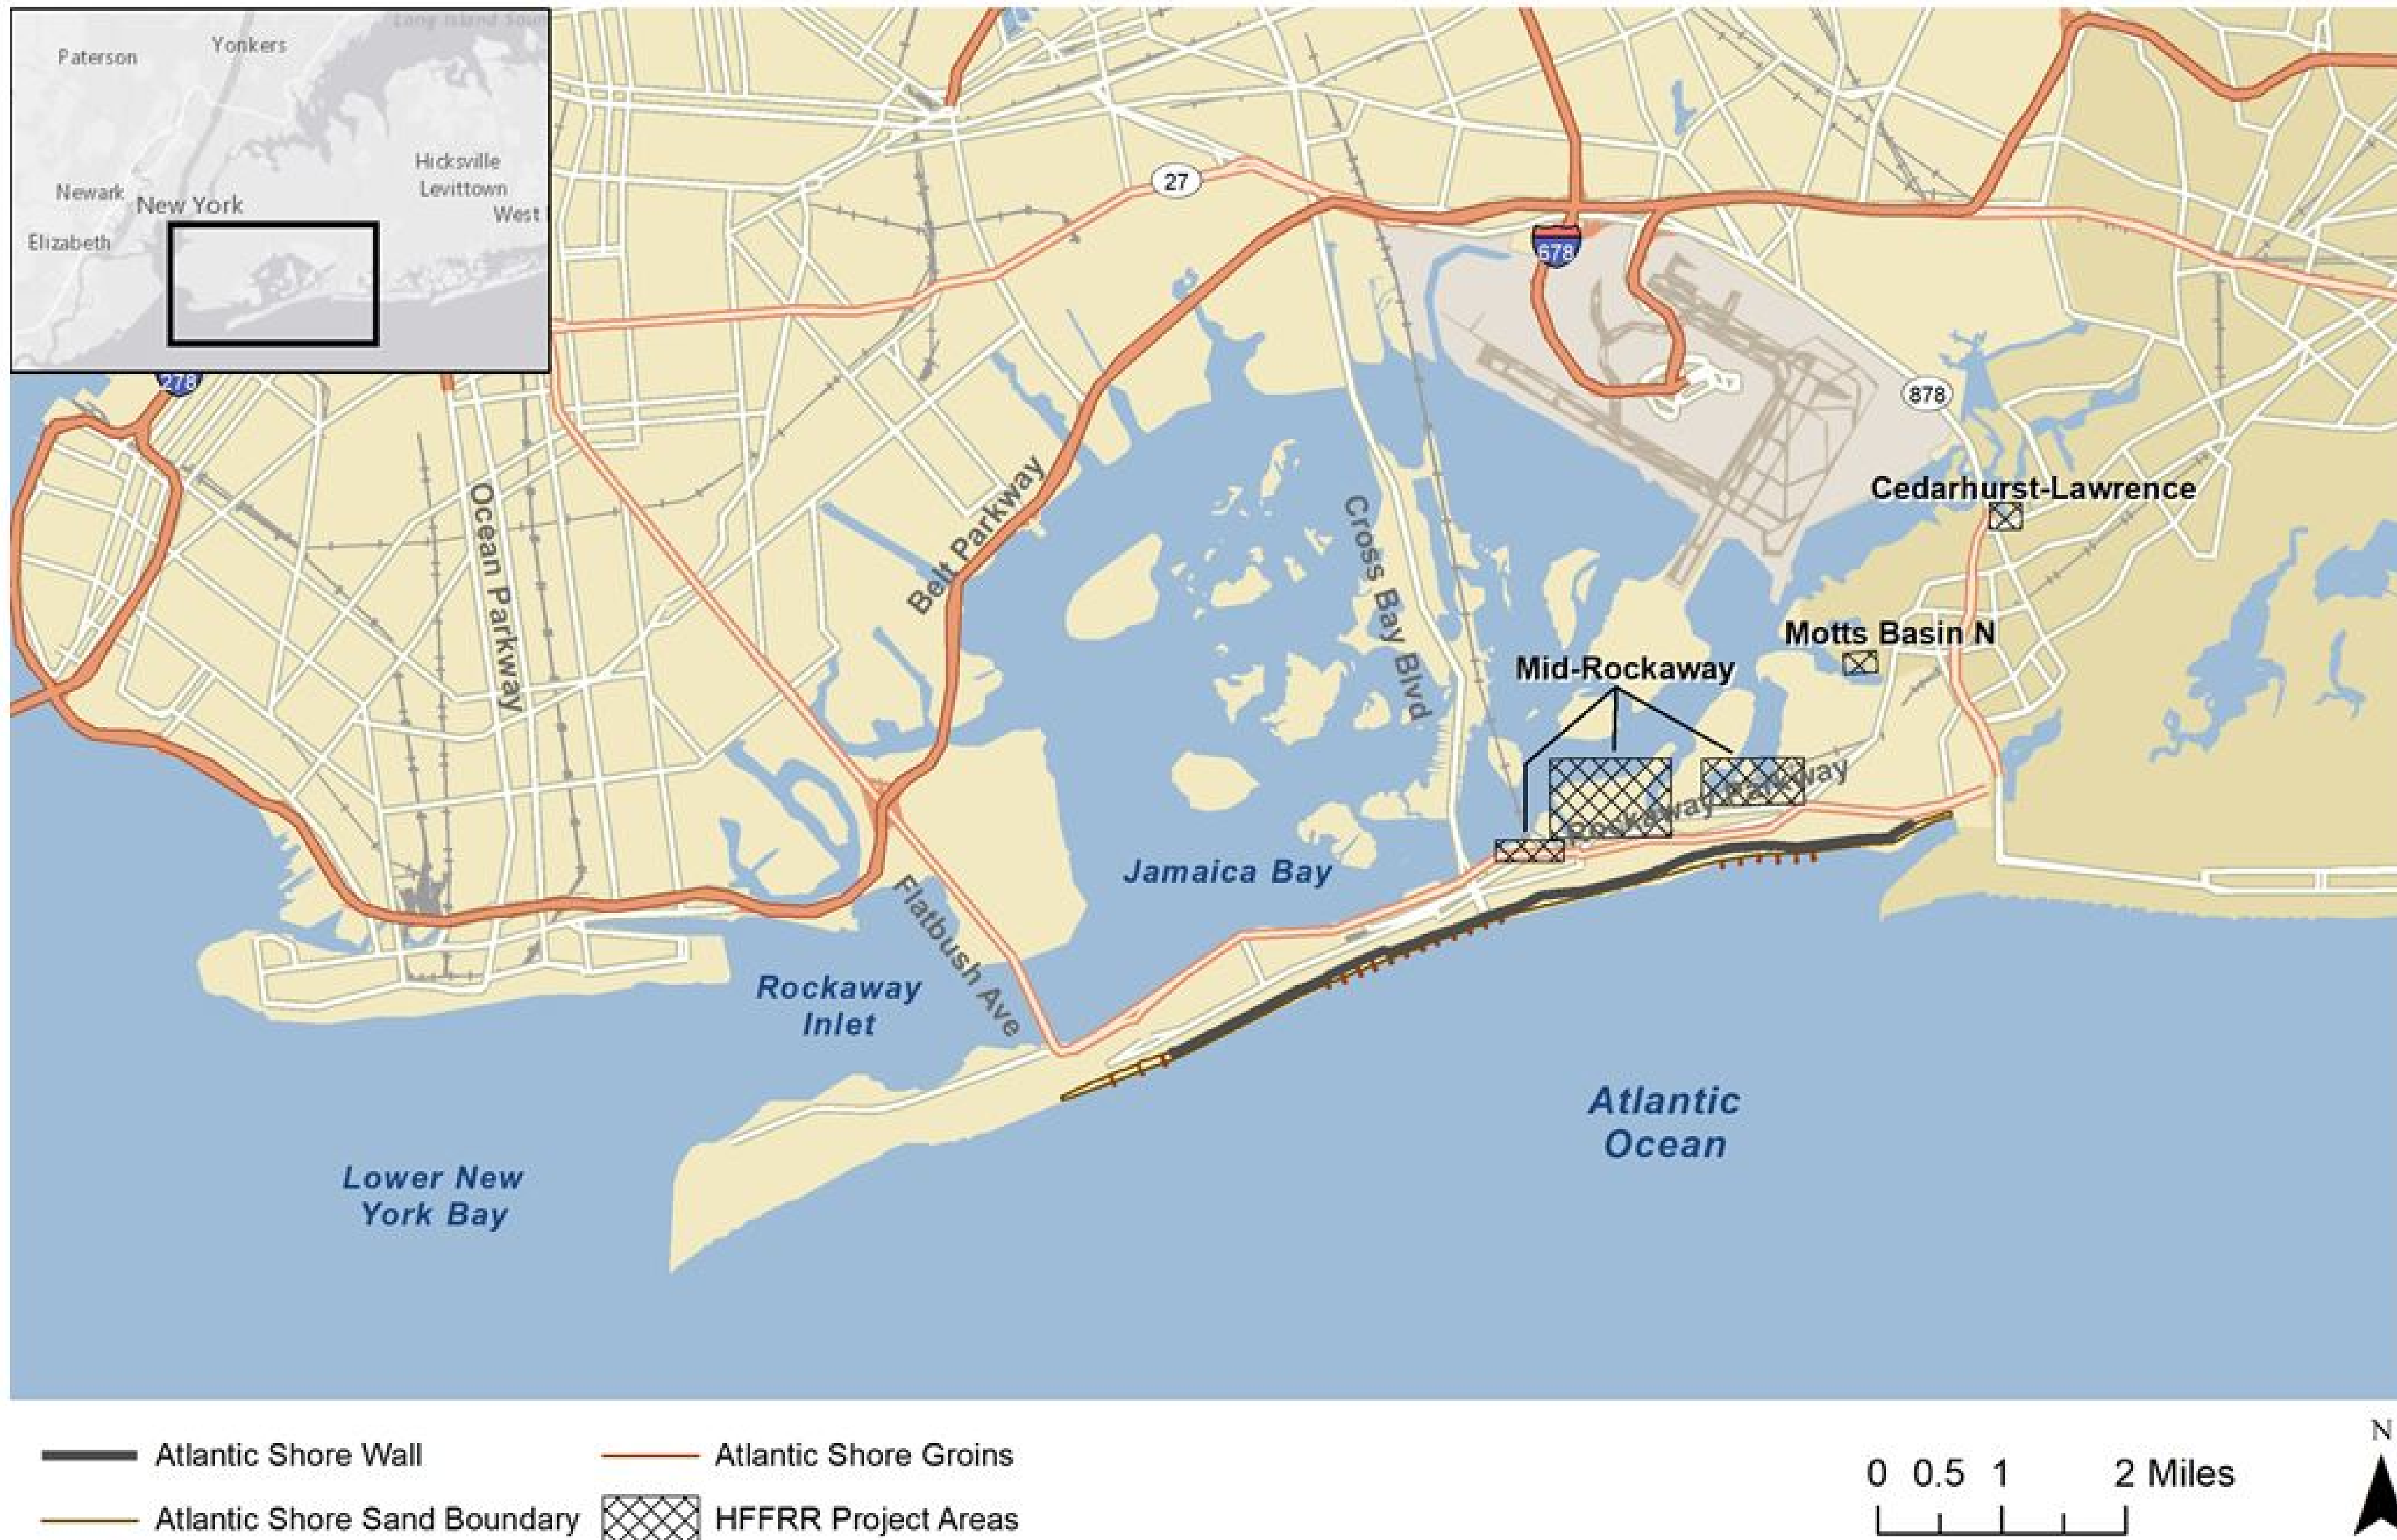 Long Island Soun
Paterson
Yonkers
Hicksville
Levittown
Newark
New York
West
Elizabeth
27
678
278
878
Cedarhurst-Lawrence
Ocean Parkway
Belt Parkway
Cross Bay Blvd
Motts Basin N
Mid-Rockaway
Rockaway Parkway
Jamaica Bay
Flatbush Ave
Rockaway
Inlet
Atlantic
Ocean
Lower New
York Bay
Atlantic Shore Wall
Atlantic Shore Groins
Atlantic Shore Sand Boundary
HFFRR Project Areas
0 0.5 1 2 Miles
N